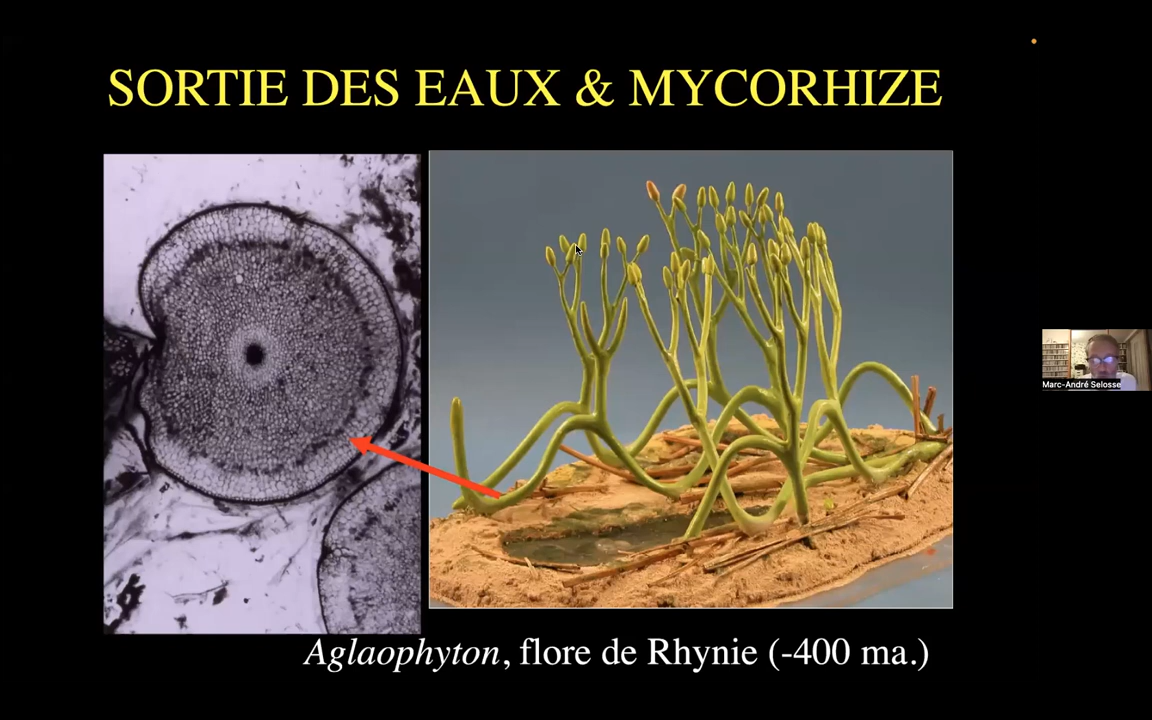 SORTIE DES EAUX & MYCORHIZE
Marc-André Selosse
Aglaophyton, flore de Rhynie (-400 ma.)